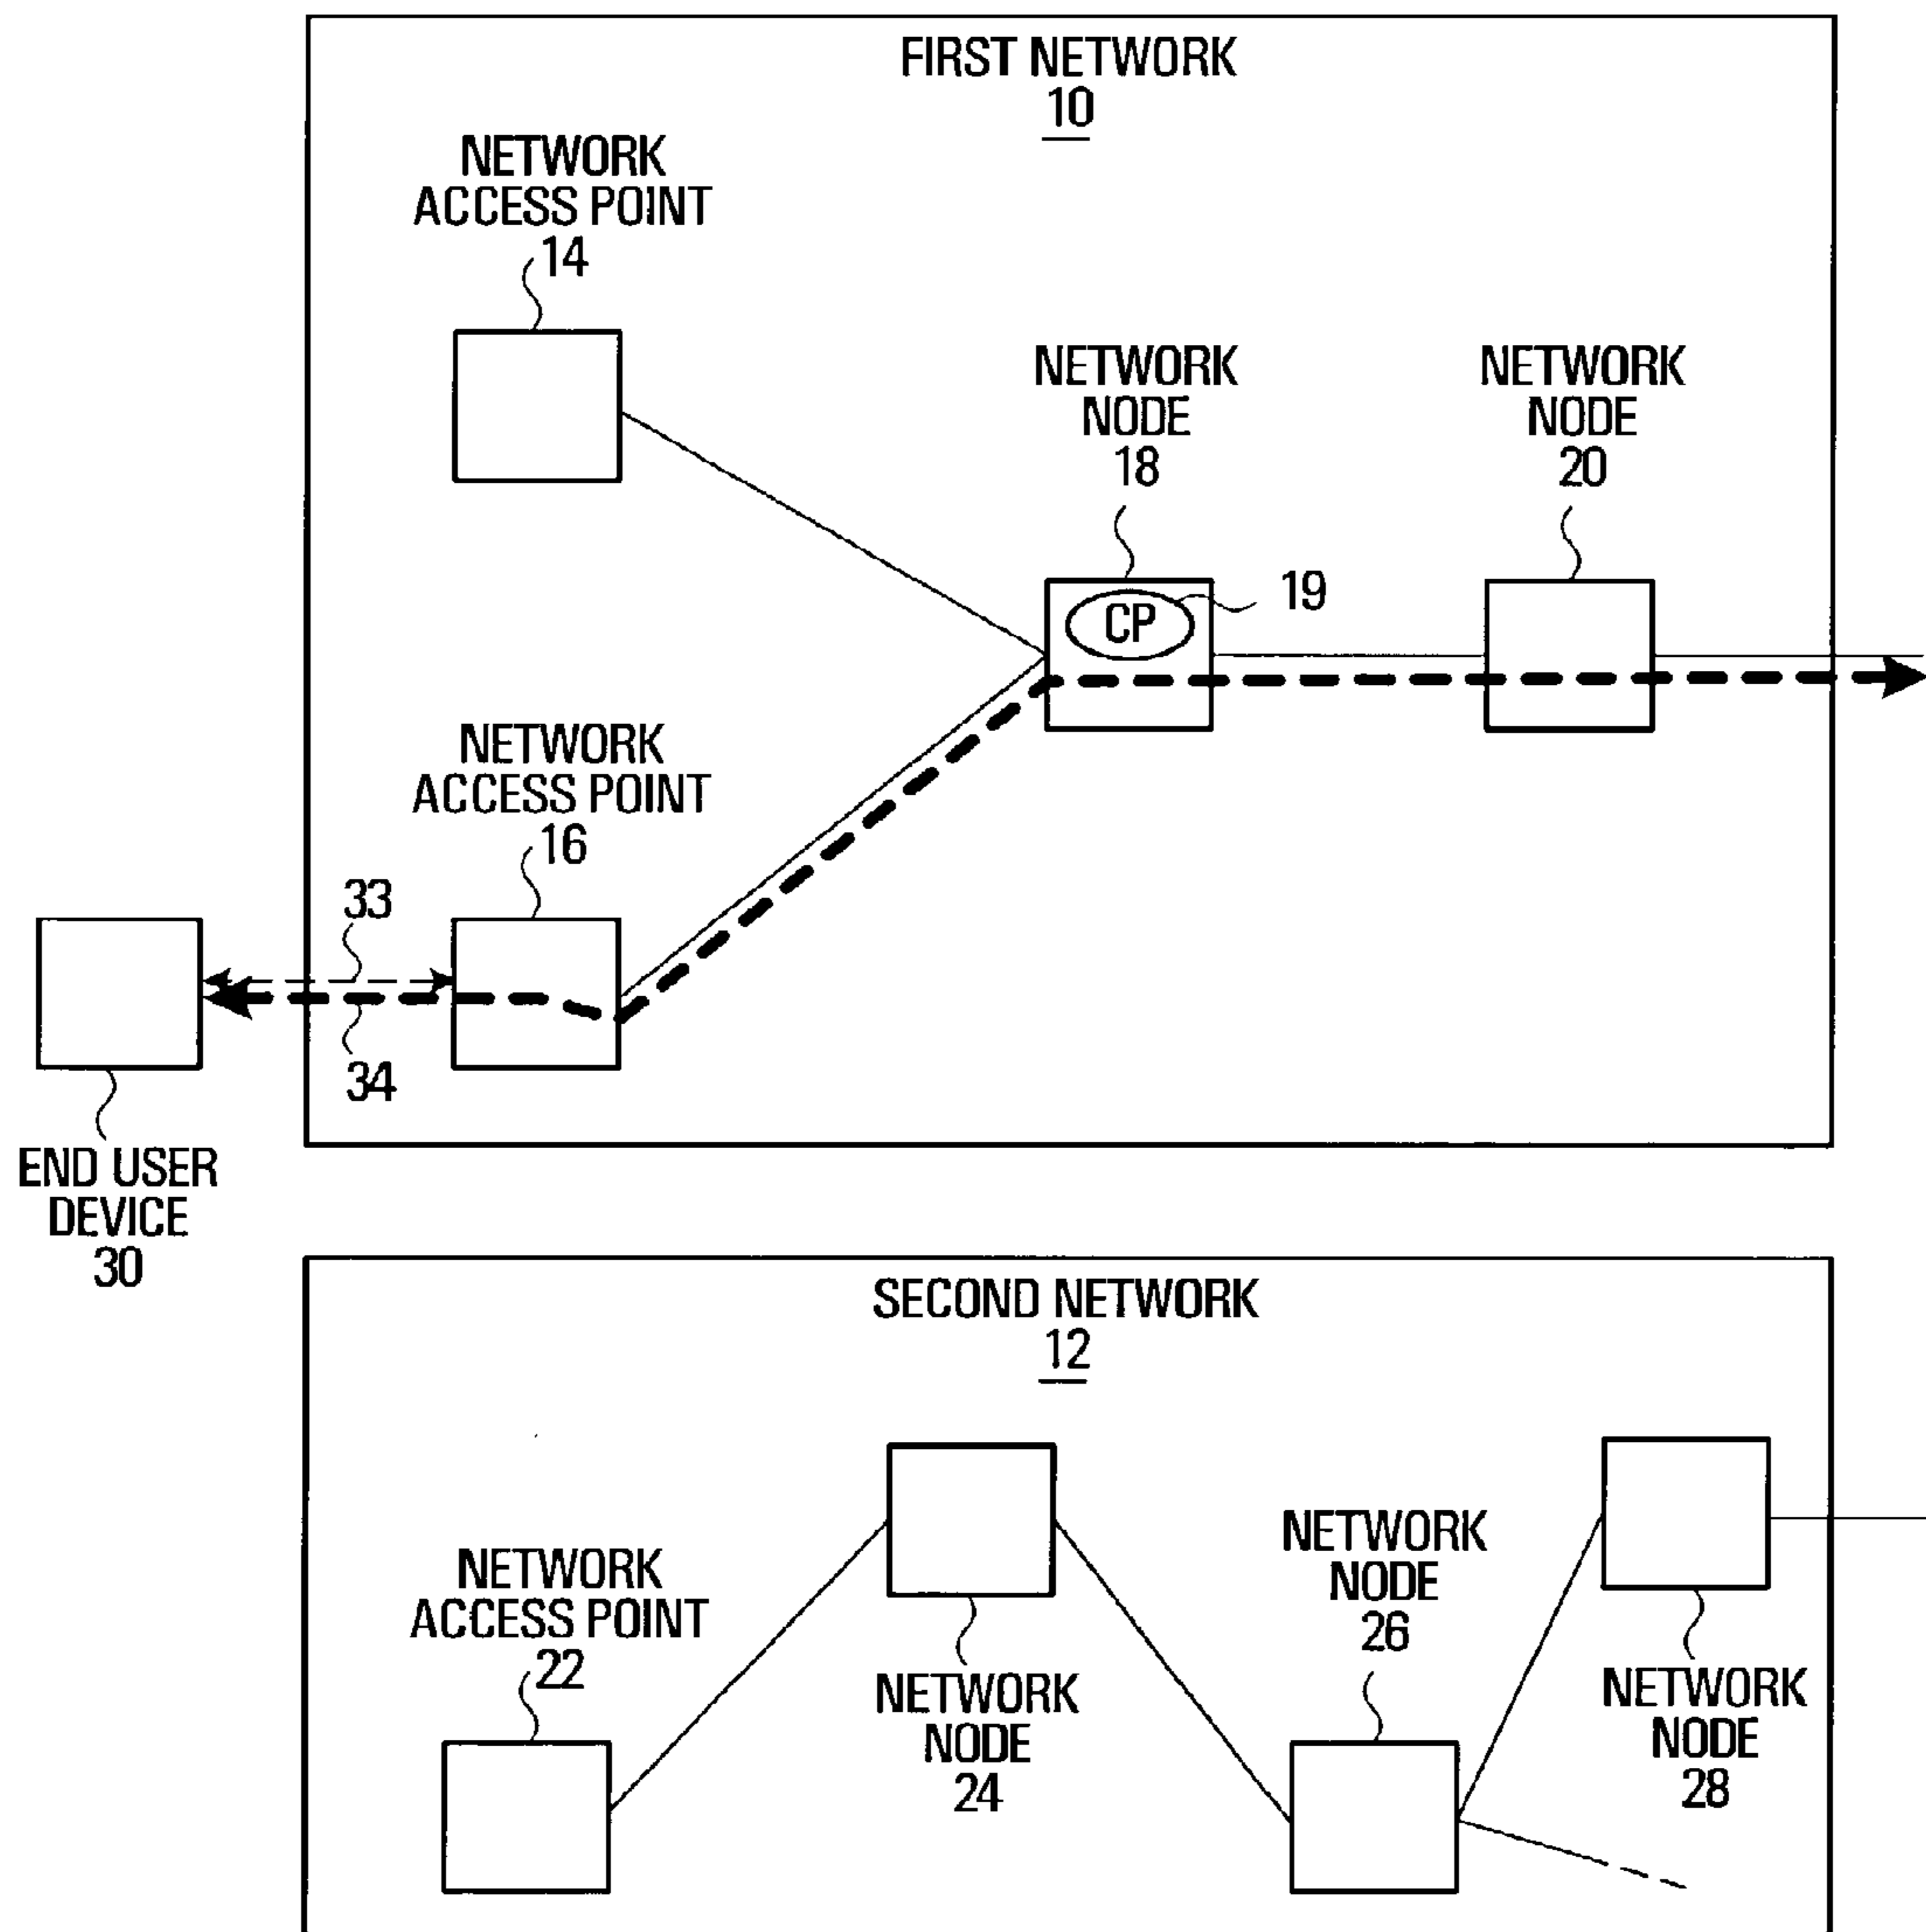 FIRST NETWORK
10
NETWORK
ACCESS POINT
14
NETWORK
NODE
18
NETWORK
NODE
20
CP
19
NETWORK
ACCESS POINT
16
33
34
END USER
DEVICE
30
SECOND NETWORK
12
NETWORK
ACCESS POINT
22
NETWORK
NODE
24
NETWORK
NODE
26
NETWORK
NODE
28